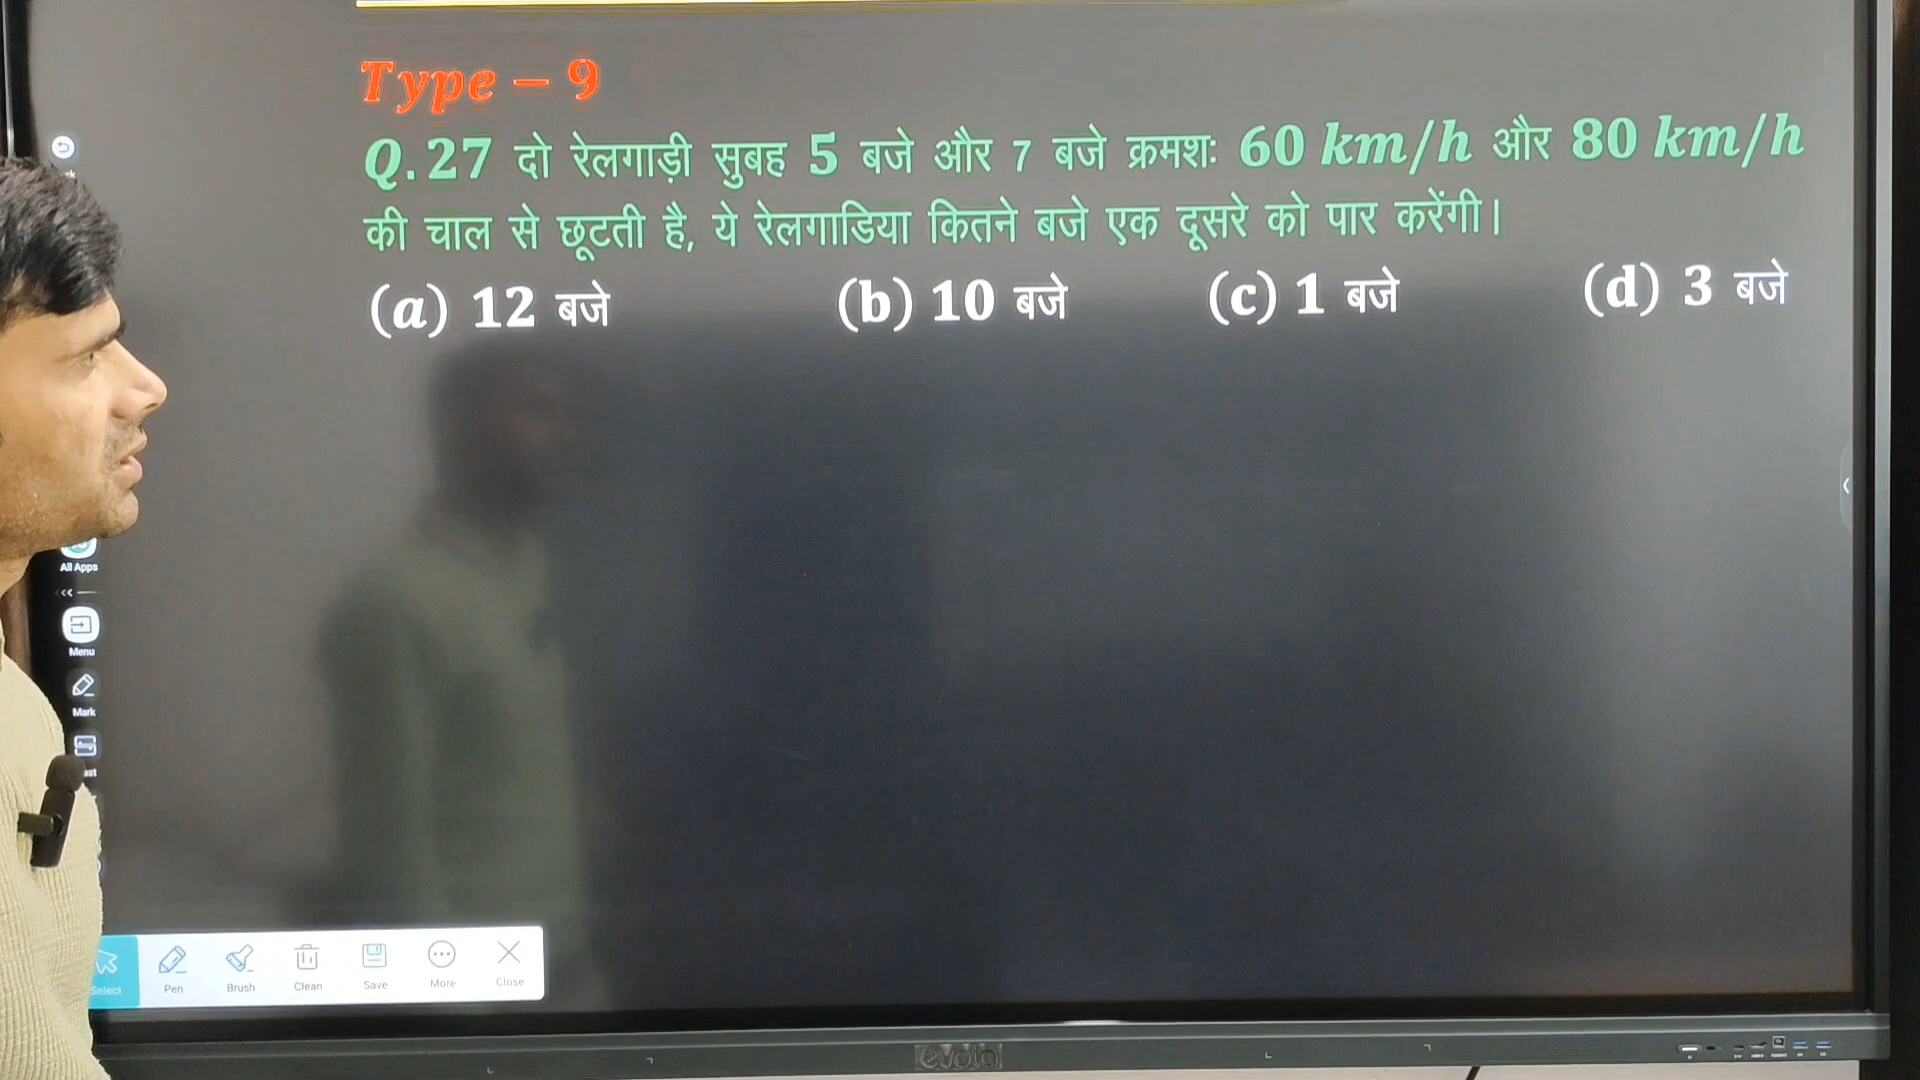 Type – 9
Q. 27 दो रेलगाड़ी सुबह 5 बजे और 7 बजे क्रमशः 60 km/h और 80 km/h
की चाल से छूटती है, ये रेलगाडिया कितने बजे एक दूसरे को पार करेंगी।
(a) 12 बजे (b) 10 बजे (c) 1 बजे (d) 3 बजे
All Apps
Menu
Mark
Select Pen Brush Clean Save More Close
evota